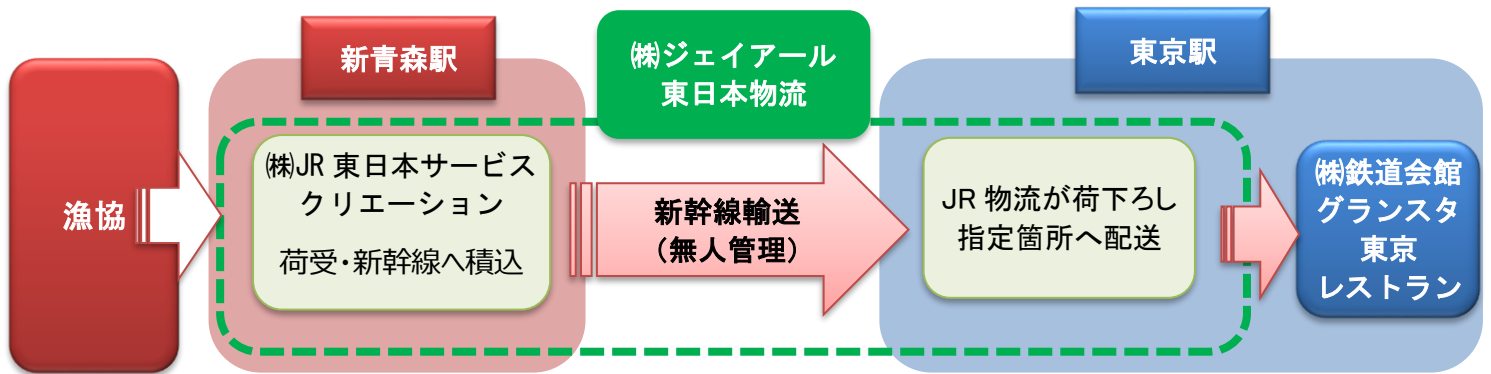 漁協
新青森駅
㈱JR 東日本サービス
クリエーション
荷受・新幹線へ積込
㈱ジェイアール
東日本物流
新幹線輸送
（無人管理）
東京駅
JR 物流が荷下ろし
指定箇所へ配送
㈱鉄道会館
グランスタ
東京
レストラン